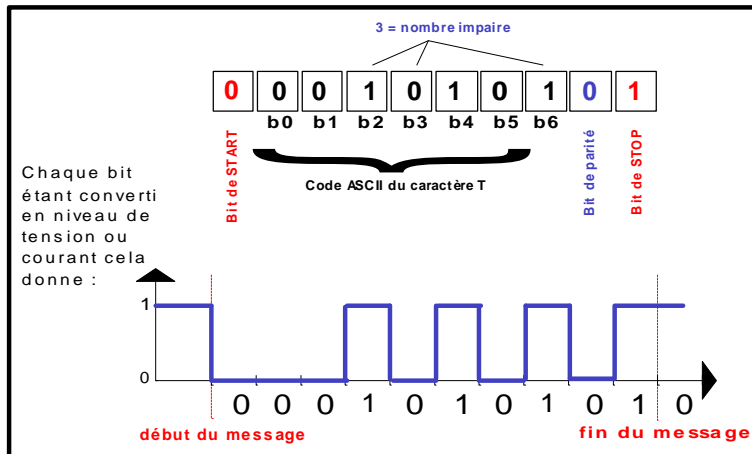 3 = nombre impaire
0 0 0 1 0 1 0 1 0 1
b0 b1 b2 b3 b4 b5 b6
Bit de START
Code ASCII du caractère T
Bit de parité
Bit de STOP
Chaque bit
étant converti
en niveau de
tension ou
courant cela
donne :
1
0
0 0 0 1 0 1 0 1 0 1 0
début du message
fin du message